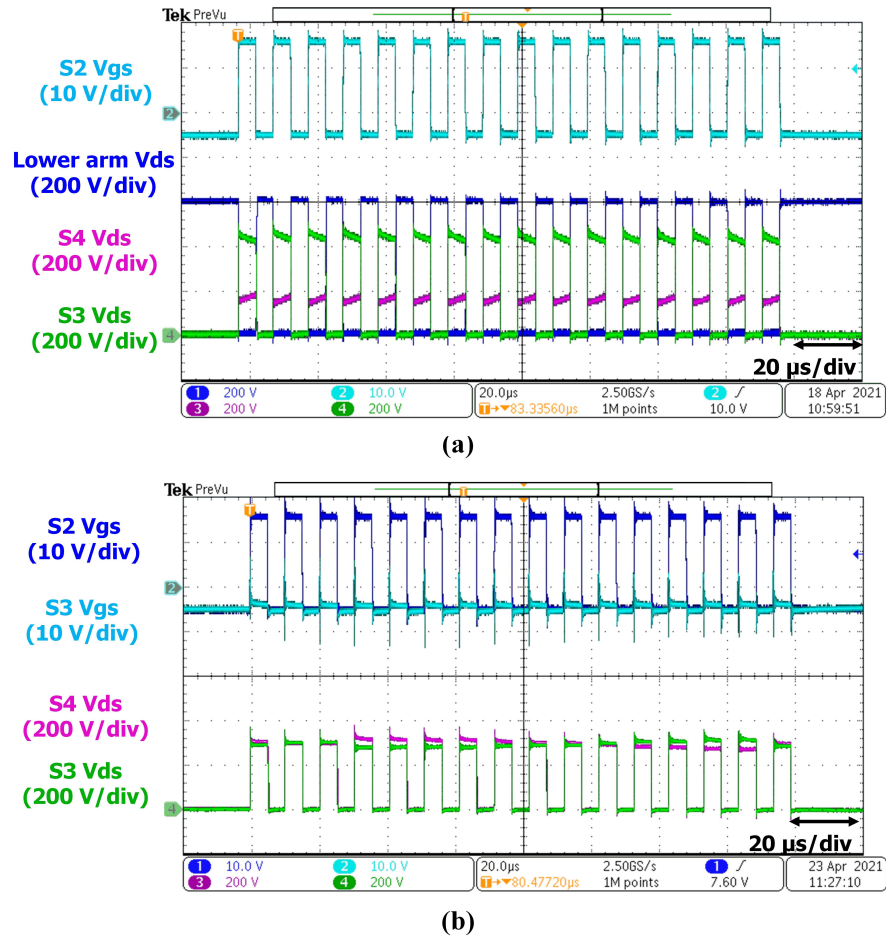 Tek PreVu
T
T
S2 Vgs
(10 V/div)
2
Lower arm Vds
(200 V/div)
S4 Vds
(200 V/div)
S3 Vds
(200 V/div)
4
20 μs/div
1 200 V 2 10.0 V 20.0μs 2.50GS/s 2 18 Apr 2021
3 200 V 4 200 V T→▼83.33560μs 1M points 10.0 V 10:59:51
(a)
Tek PreVu
T
T
S2 Vgs
(10 V/div)
2
S3 Vgs
(10 V/div)
S4 Vds
(200 V/div)
S3 Vds
(200 V/div)
4
20 μs/div
1 10.0 V 2 10.0 V 20.0μs 2.50GS/s 1 23 Apr 2021
3 200 V 4 200 V T→▼80.47720μs 1M points 7.60 V 11:27:10
(b)